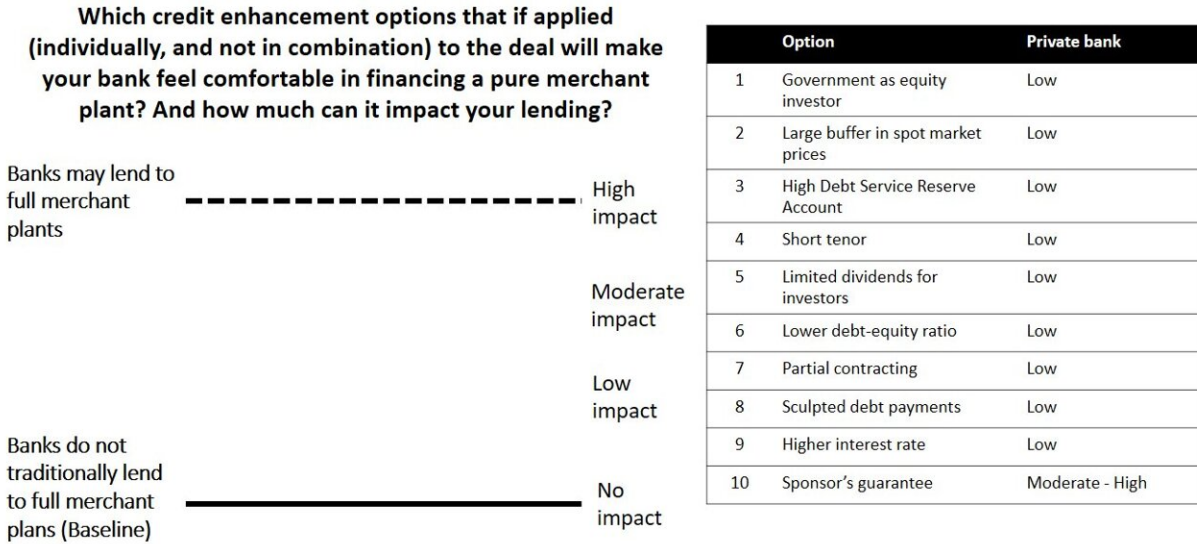 Which credit enhancement options that if applied
(individually, and not in combination) to the deal will make
your bank feel comfortable in financing a pure merchant
plant? And how much can it impact your lending?
Banks may lend to
full merchant
plants
High
impact
Moderate
impact
Low
impact
Banks do not
traditionally lend
to full merchant
plans (Baseline)
No
impact
Option Private bank
1 Government as equity
investor Low
2 Large buffer in spot market
prices Low
3 High Debt Service Reserve
Account Low
4 Short tenor Low
5 Limited dividends for
investors Low
6 Lower debt-equity ratio Low
7 Partial contracting Low
8 Sculpted debt payments Low
9 Higher interest rate Low
10 Sponsor's guarantee Moderate - High